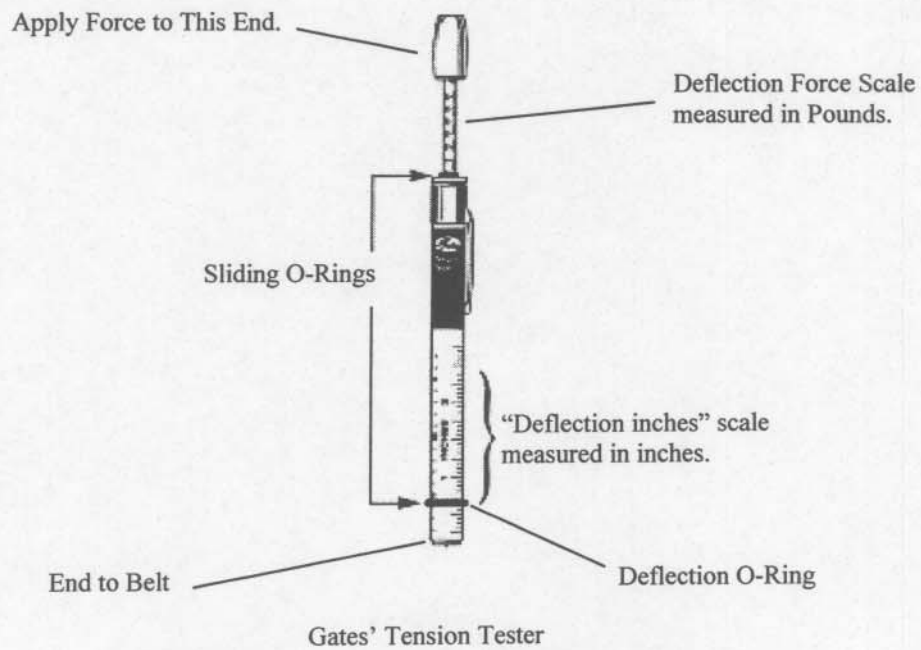 Apply Force to This End.
Deflection Force Scale
measured in Pounds.
Sliding O-Rings
"Deflection inches" scale
measured in inches.
INCHES
End to Belt
Deflection O-Ring
Gates' Tension Tester